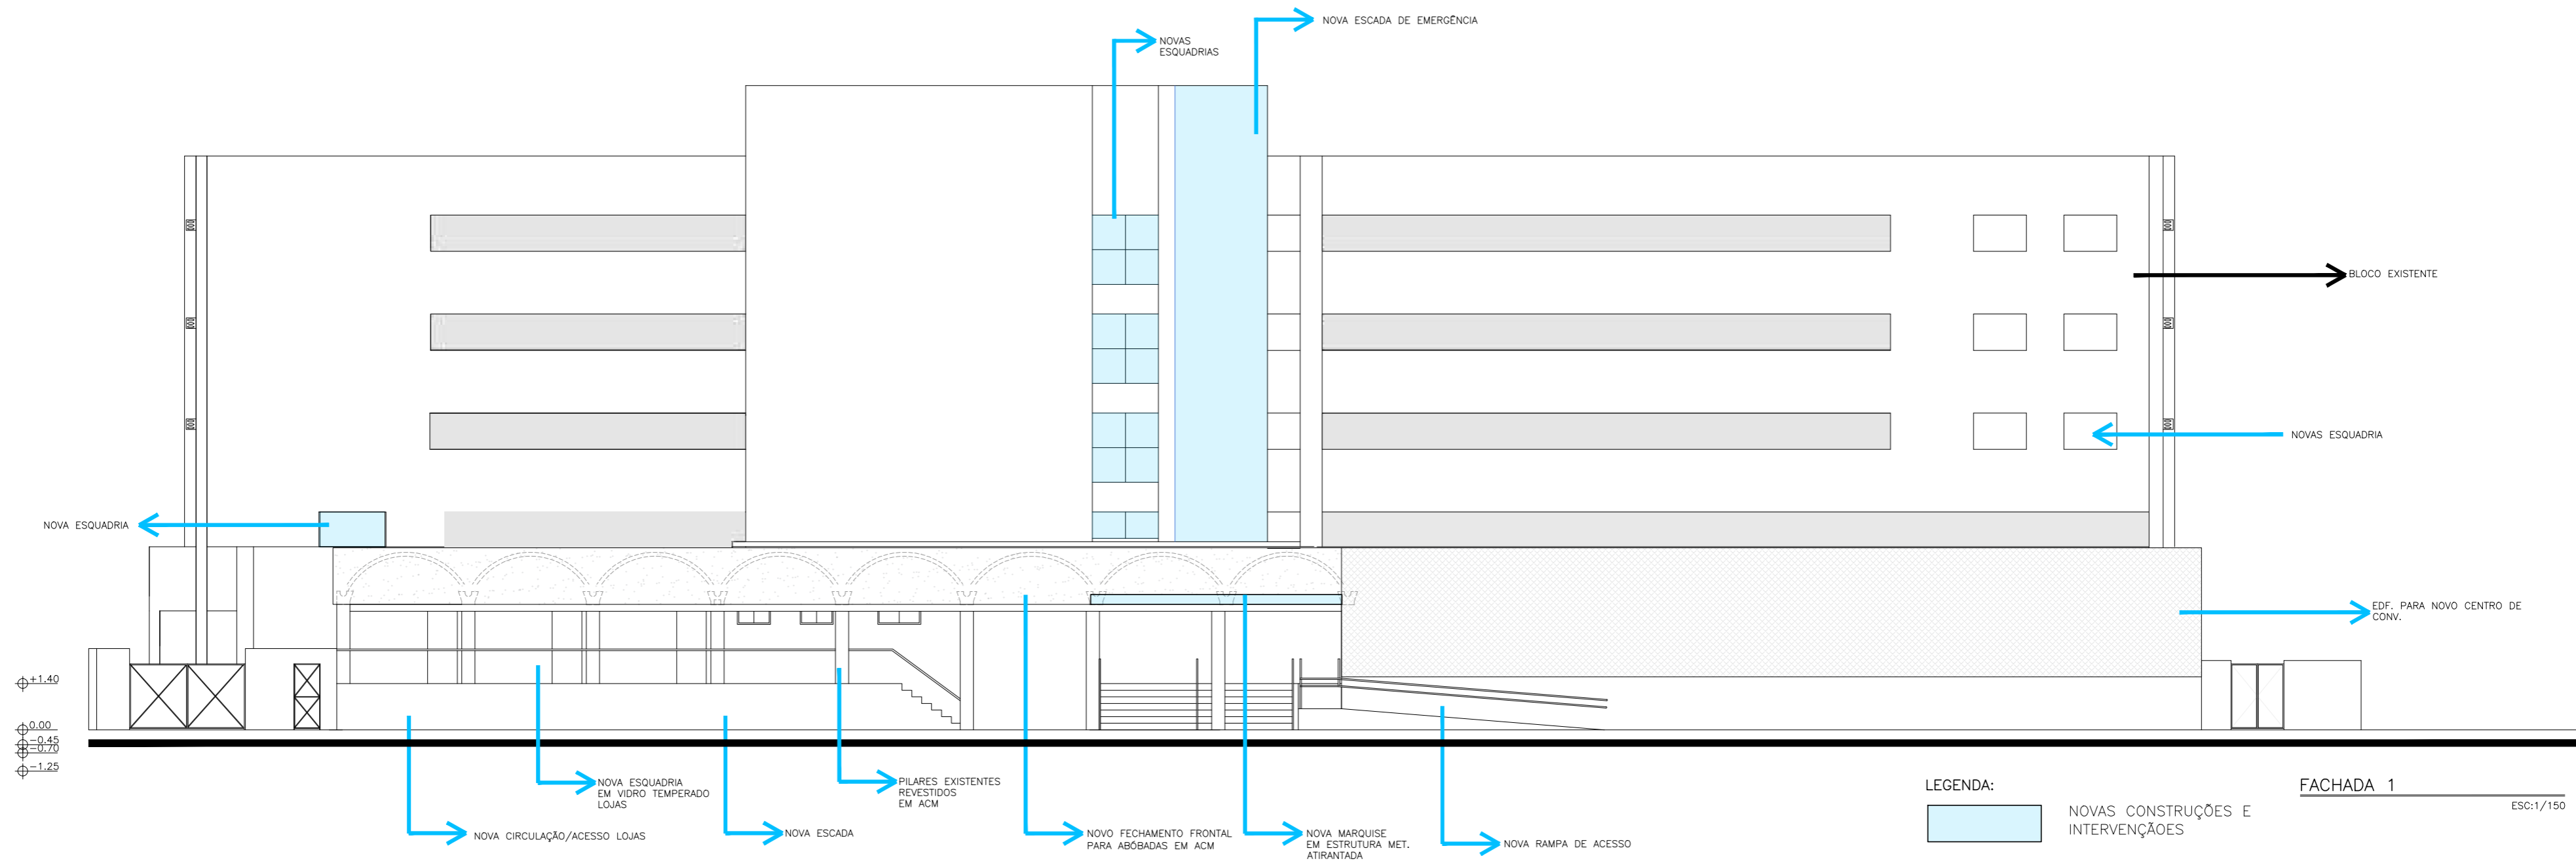 NOVA ESCADA DE EMERGÊNCIA
NOVAS
ESQUADRIAS
BLOCO EXISTENTE
NOVAS ESQUADRIA
NOVA ESQUADRIA
EDF. PARA NOVO CENTRO DE
CONV.
+1.40
0.00
-0.45
-0.70
-1.25
NOVA ESQUADRIA
EM VIDRO TEMPERADO
LOJAS
PILARES EXISTENTES
REVESTIDOS
EM ACM
NOVA CIRCULAÇÃO/ACESSO LOJAS
NOVA ESCADA
NOVO FECHAMENTO FRONTAL
PARA ABÓBADAS EM ACM
NOVA MARQUISE
EM ESTRUTURA MET.
ATIRANTADA
NOVA RAMPA DE ACESSO
LEGENDA:
NOVAS CONSTRUÇÕES E
INTERVENÇÃOES
FACHADA 1
ESC:1/150